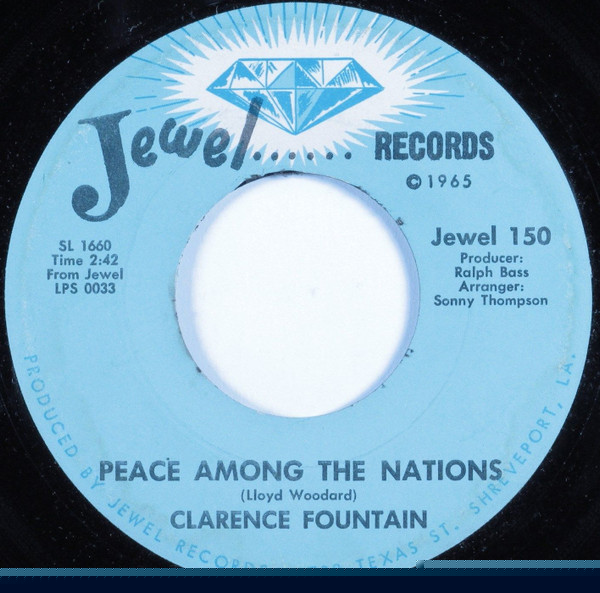 Jewel....... RECORDS
©1965
SL 1660
Time 2:42
From Jewel
LPS 0033
Jewel 150
Producer:
Ralph Bass
Arranger:
Sonny Thompson
PEACE AMONG THE NATIONS
(Lloyd Woodard)
CLARENCE FOUNTAIN
PRODUCED BY JEWEL RECORDS TEXAS ST. SHREVEPORT, LA.